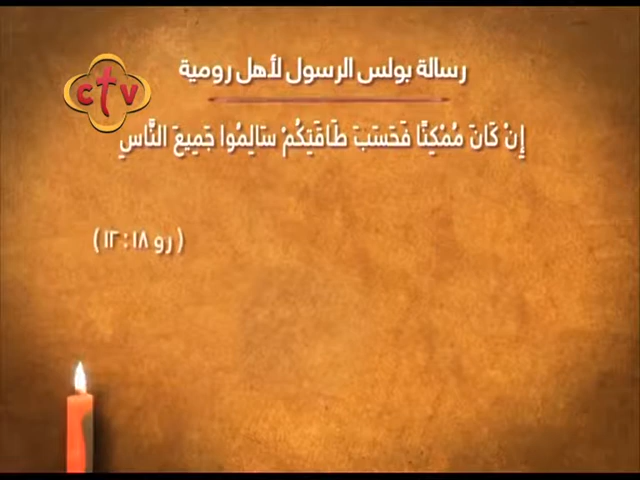 رسالة بولس الرسول لأهل رومية
ctv
إِنْ كَانَ مُمْكِنًا فَحَسَبَ طَاقَتِكُمْ سَالِمُوا جَمِيعَ النَّاسِ
(رو ١٢:١٨)